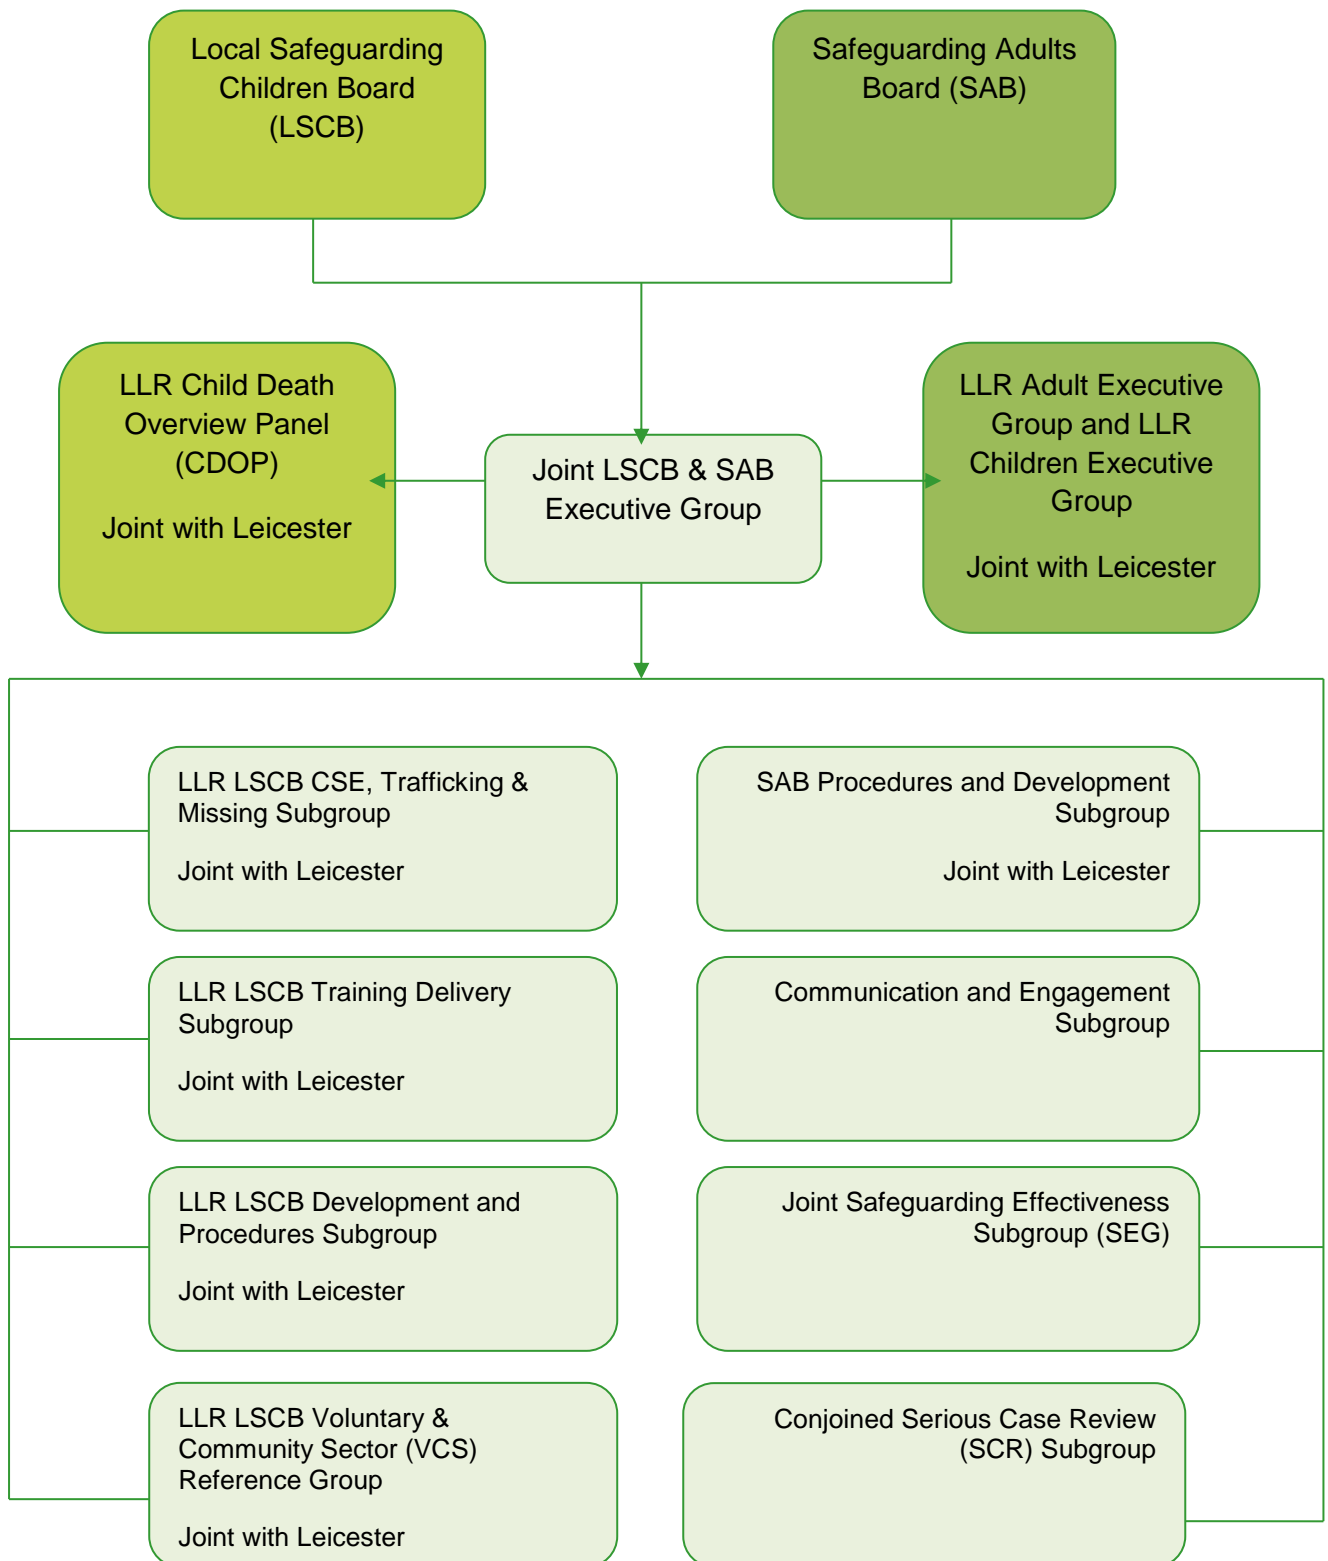 Local Safeguarding
Children Board
(LSCB)
Safeguarding Adults
Board (SAB)
LLR Child Death
Overview Panel
(CDOP)
Joint with Leicester
Joint LSCB & SAB
Executive Group
LLR Adult Executive
Group and LLR
Children Executive
Group
Joint with Leicester
LLR LSCB CSE, Trafficking &
Missing Subgroup
Joint with Leicester
SAB Procedures and Development
Subgroup
Joint with Leicester
LLR LSCB Training Delivery
Subgroup
Joint with Leicester
Communication and Engagement
Subgroup
LLR LSCB Development and
Procedures Subgroup
Joint with Leicester
Joint Safeguarding Effectiveness
Subgroup (SEG)
LLR LSCB Voluntary &
Community Sector (VCS)
Reference Group
Joint with Leicester
Conjoined Serious Case Review
(SCR) Subgroup